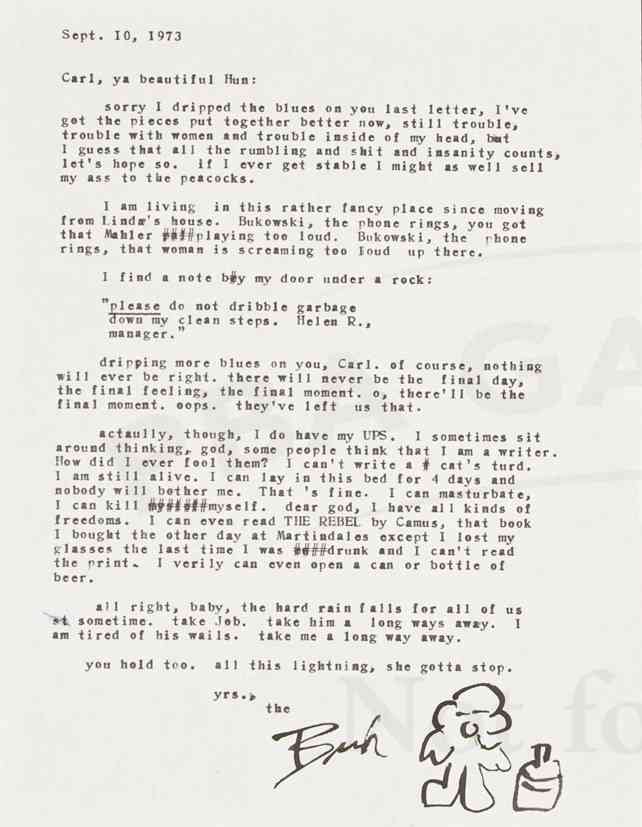 Sept. 10, 1973
Carl, ya beautiful Hun:
sorry I dripped the blues on you last letter, I've
got the pieces put together better now, still trouble,
trouble with women and trouble inside of my head, but
I guess that all the rumbling and shit and insanity counts,
let's hope so. if I ever get stable I might as well sell
my ass to the peacocks.
I am living in this rather fancy place since moving
from Linda's house. Bukowski, the phone rings, you got
that Mahler ####playing too loud. Bukowski, the phone
rings, that woman is screaming too loud up there.
I find a note b#y my door under a rock:
"please do not dribble garbage
down my clean steps. Helen R.,
manager."
dripping more blues on you, Carl. of course, nothing
will ever be right. there will never be the final day,
the final feeling, the final moment. o, there'll be the
final moment. oops. they've left us that.
actaully, though, I do have my UPS. I sometimes sit
around thinking, god, some people think that I am a writer.
How did I ever fool them? I can't write a # cat's turd.
I am still alive. I can lay in this bed for 4 days and
nobody will bother me. That 's fine. I can masturbate,
I can kill #######myself. dear god, I have all kinds of
freedoms. I can even read THE REBEL by Camus, that book
I bought the other day at Martindales except I lost my
glasses the last time I was ####drunk and I can't read
the print. I verily can even open a can or bottle of
beer.
all right, baby, the hard rain falls for all of us
st sometime. take Job. take him a long ways away. I
am tired of his wails. take me a long way away.
you hold too. all this lightning, she gotta stop.
yrs.,
the
Buk
Not fo